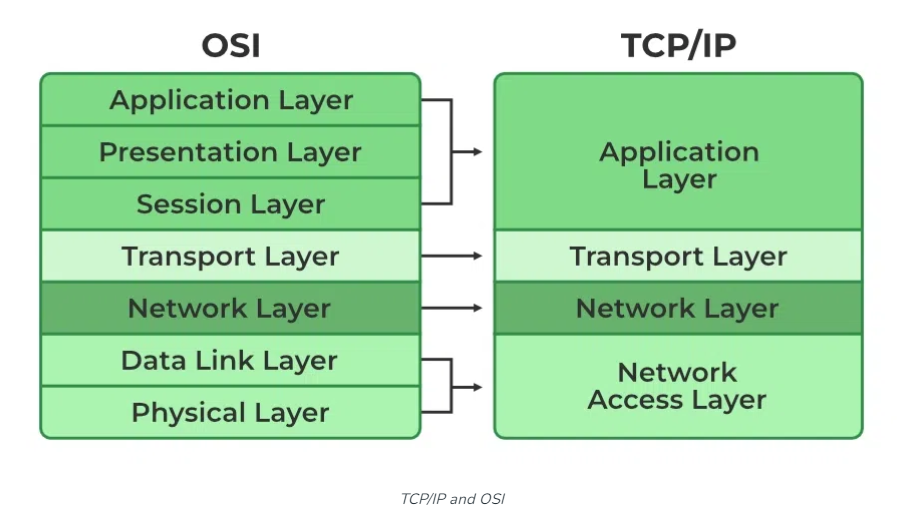 OSI
TCP/IP
Application Layer
Presentation Layer
Session Layer
Transport Layer
Network Layer
Data Link Layer
Physical Layer
Application
Layer
Transport Layer
Network Layer
Network
Access Layer
TCP/IP and OSI